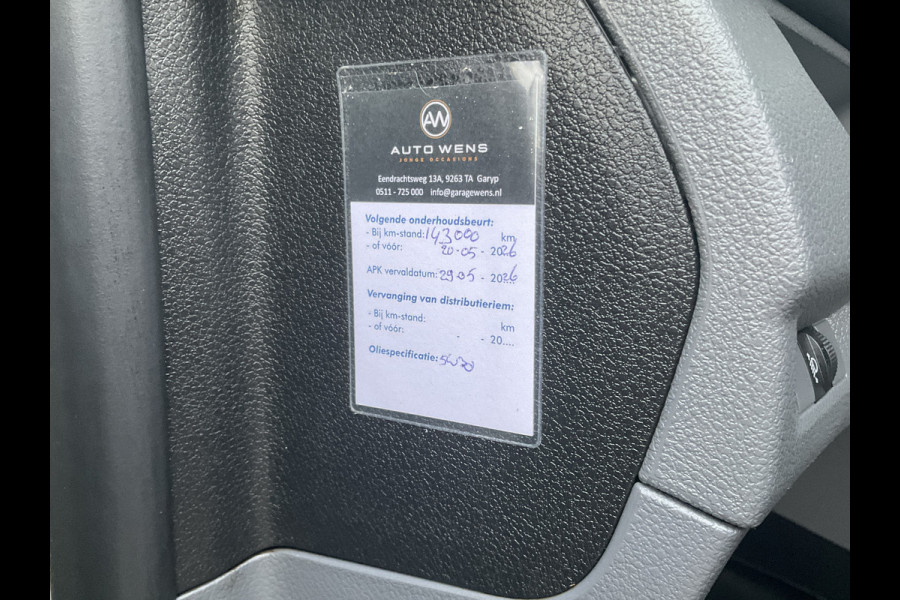 AW
AUTO WENS
JONGE OCCASIONS
Eendrachtsweg 13A, 9263 TA Garyp
0511 - 725 000 info@garagewens.nl
Volgende onderhoudsbeurt:
- Bij km-stand: 143000 km
- of vóór: 20-05 - 2026
APK vervaldatum: 29 05 - 2026
Vervanging van distributieriem:
- Bij km-stand: km
- of vóór: - - 20....
Oliespecificatie: